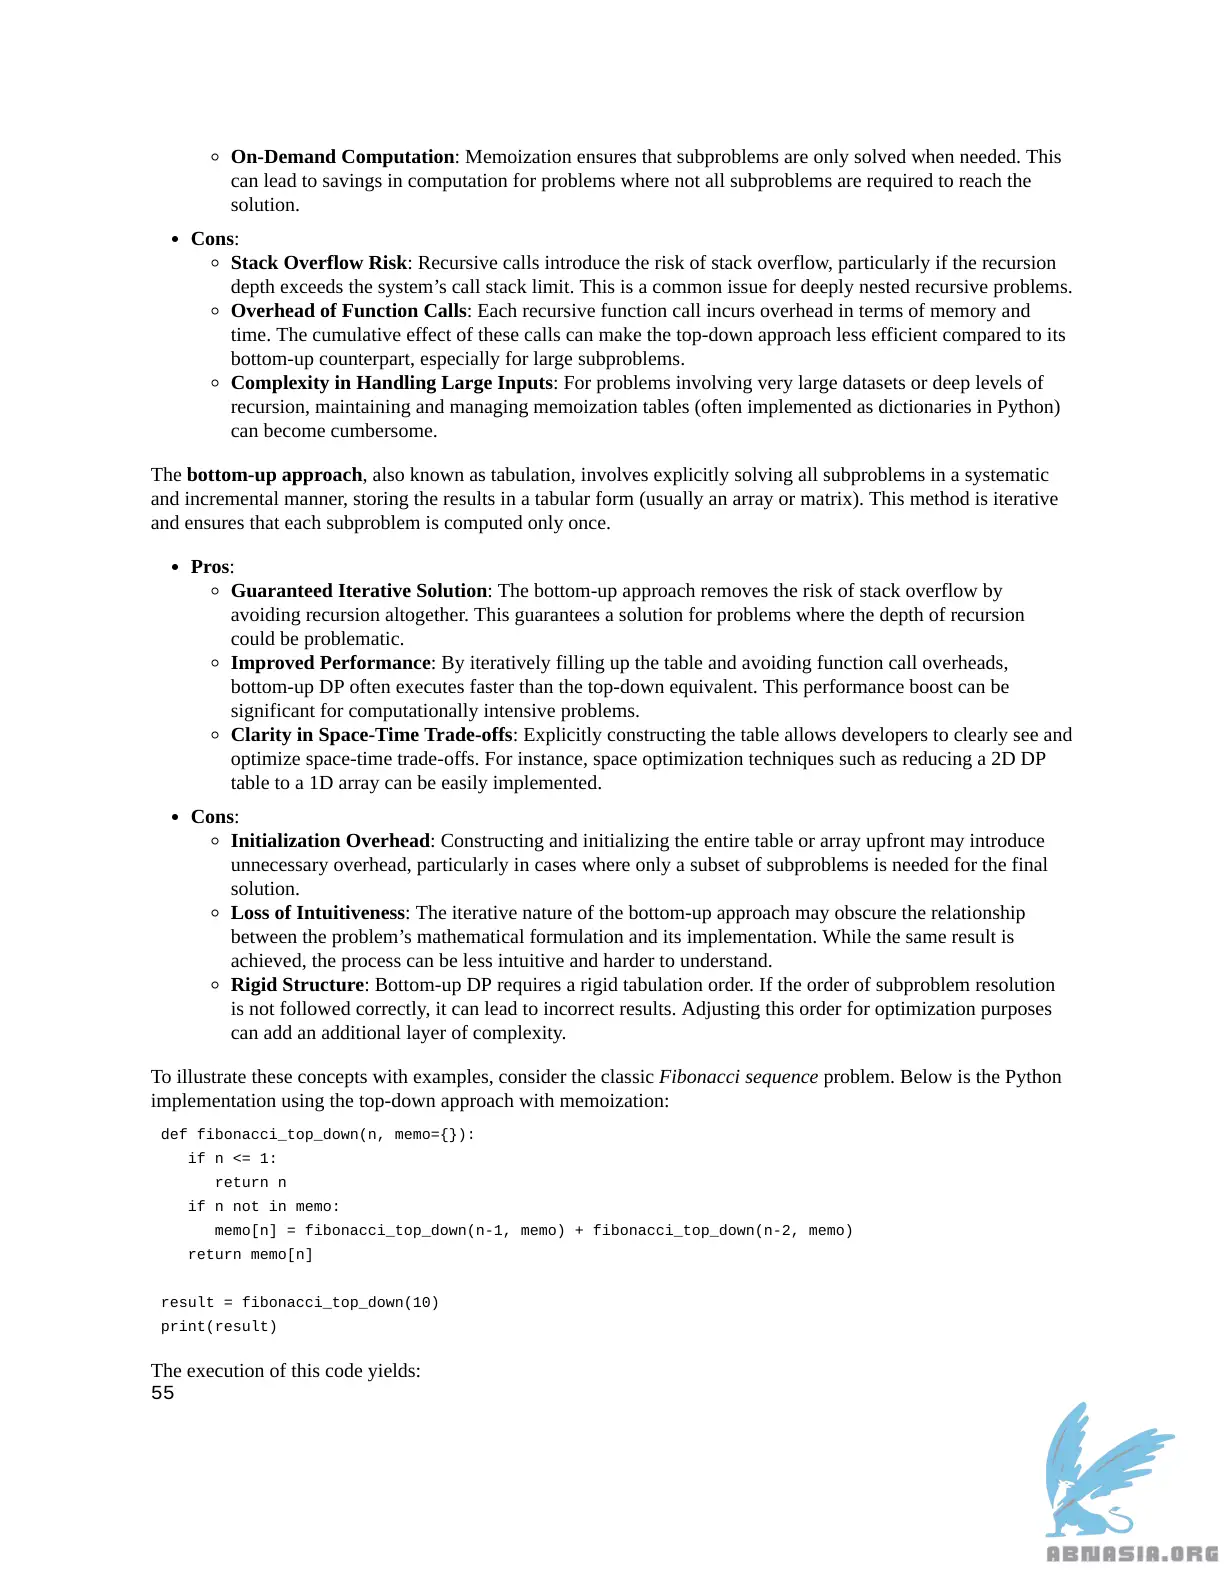 On-Demand Computation: Memoization ensures that subproblems are only solved when needed. This
can lead to savings in computation for problems where not all subproblems are required to reach the
solution.
Cons:
Stack Overflow Risk: Recursive calls introduce the risk of stack overflow, particularly if the recursion
depth exceeds the system’s call stack limit. This is a common issue for deeply nested recursive problems.
Overhead of Function Calls: Each recursive function call incurs overhead in terms of memory and
time. The cumulative effect of these calls can make the top-down approach less efficient compared to its
bottom-up counterpart, especially for large subproblems.
Complexity in Handling Large Inputs: For problems involving very large datasets or deep levels of
recursion, maintaining and managing memoization tables (often implemented as dictionaries in Python)
can become cumbersome.
The bottom-up approach, also known as tabulation, involves explicitly solving all subproblems in a systematic
and incremental manner, storing the results in a tabular form (usually an array or matrix). This method is iterative
and ensures that each subproblem is computed only once.
Pros:
Guaranteed Iterative Solution: The bottom-up approach removes the risk of stack overflow by
avoiding recursion altogether. This guarantees a solution for problems where the depth of recursion
could be problematic.
Improved Performance: By iteratively filling up the table and avoiding function call overheads,
bottom-up DP often executes faster than the top-down equivalent. This performance boost can be
significant for computationally intensive problems.
Clarity in Space-Time Trade-offs: Explicitly constructing the table allows developers to clearly see and
optimize space-time trade-offs. For instance, space optimization techniques such as reducing a 2D DP
table to a 1D array can be easily implemented.
Cons:
Initialization Overhead: Constructing and initializing the entire table or array upfront may introduce
unnecessary overhead, particularly in cases where only a subset of subproblems is needed for the final
solution.
Loss of Intuitiveness: The iterative nature of the bottom-up approach may obscure the relationship
between the problem’s mathematical formulation and its implementation. While the same result is
achieved, the process can be less intuitive and harder to understand.
Rigid Structure: Bottom-up DP requires a rigid tabulation order. If the order of subproblem resolution
is not followed correctly, it can lead to incorrect results. Adjusting this order for optimization purposes
can add an additional layer of complexity.
To illustrate these concepts with examples, consider the classic Fibonacci sequence problem. Below is the Python
implementation using the top-down approach with memoization:
def fibonacci_top_down(n, memo={}):
if n <= 1:
return n
if n not in memo:
memo[n] = fibonacci_top_down(n-1, memo) + fibonacci_top_down(n-2, memo)
return memo[n]
result = fibonacci_top_down(10)
print(result)
The execution of this code yields:
55
ABNASIA.ORG